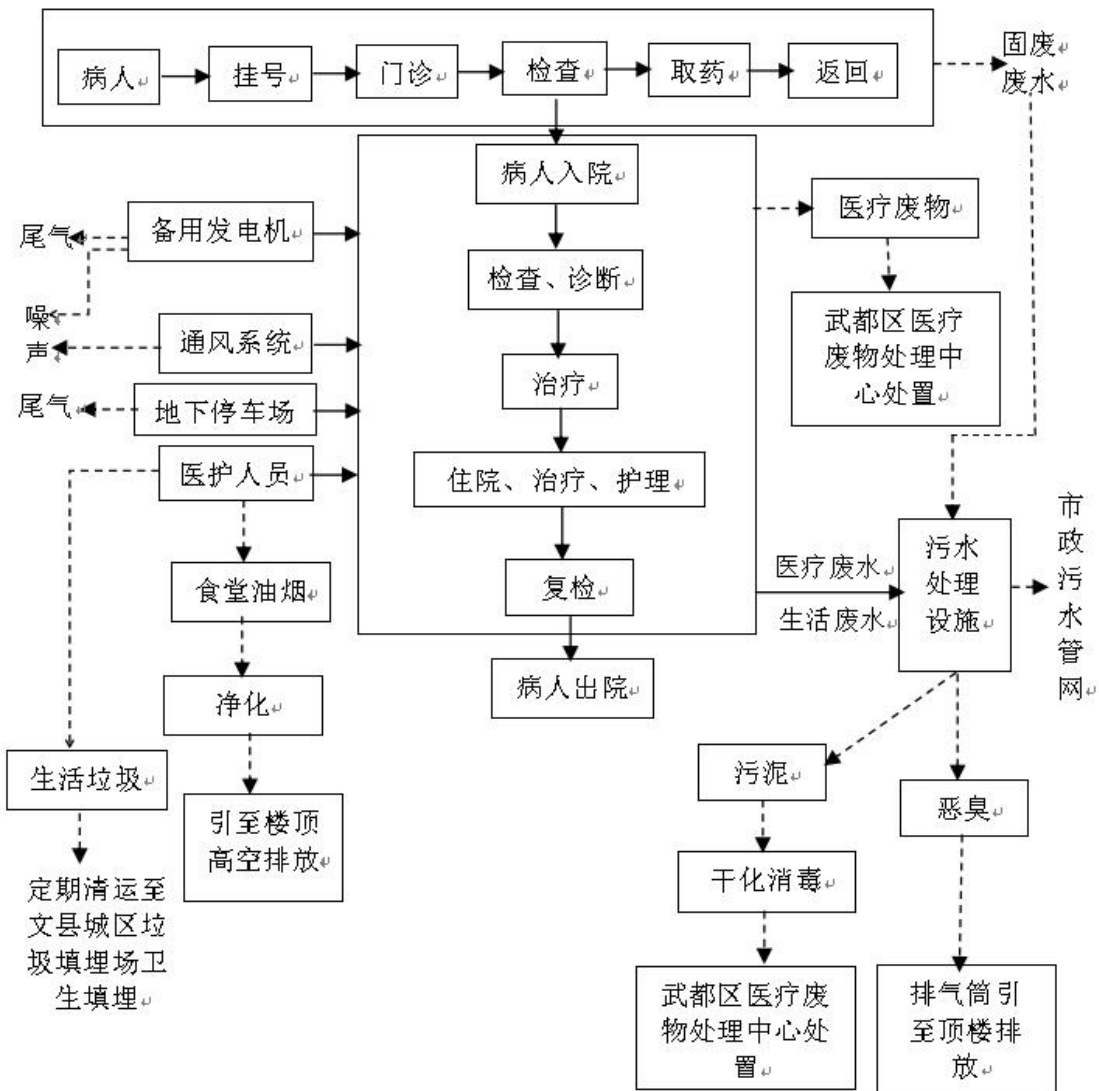 病人
挂号
门诊
检查
取药
返回
固废
废水
病人入院
医疗废物
备用发电机
尾气
检查、诊断
噪
声
通风系统
武都区医疗
废物处理中
心处置
治疗
尾气
地下停车场
医护人员
住院、治疗、护理
市
政
污
水
管
网
污水
处理
设施
医疗废水
生活废水
食堂油烟
复检
净化
病人出院
生活垃圾
污泥
恶臭
引至楼顶
高空排放
干化消毒
定期清运至
文县城区垃
圾填埋场卫
生填埋
武都区医疗废
物处理中心处
置
排气筒引
至顶楼排
放